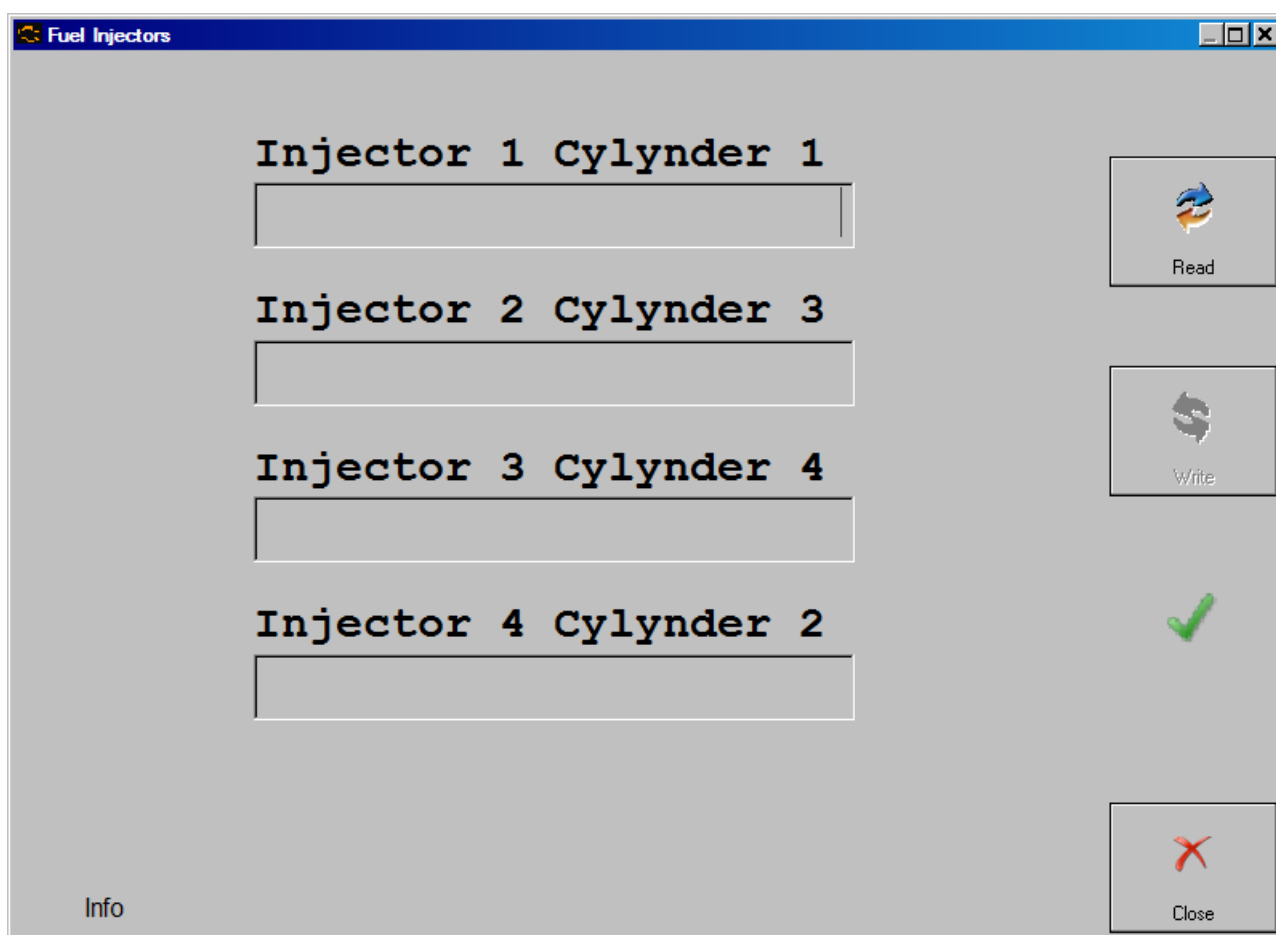 Fuel Injectors
Injector 1 Cylynder 1
Read
Injector 2 Cylynder 3
Write
Injector 3 Cylynder 4
Injector 4 Cylynder 2
Info
Close